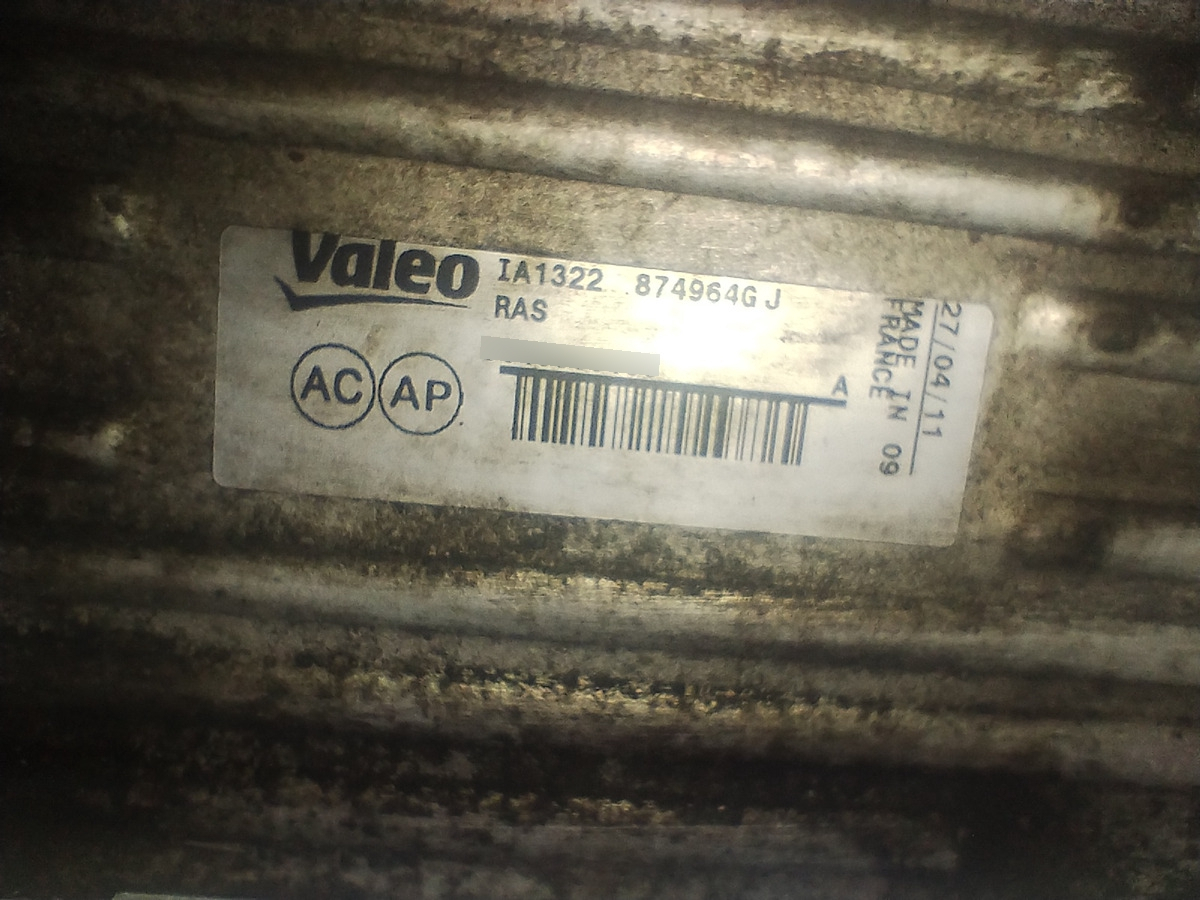 Valeo
IA1322 874964G J
RAS
AC AP
A
27/04/11
MADE IN 09
FRANCE